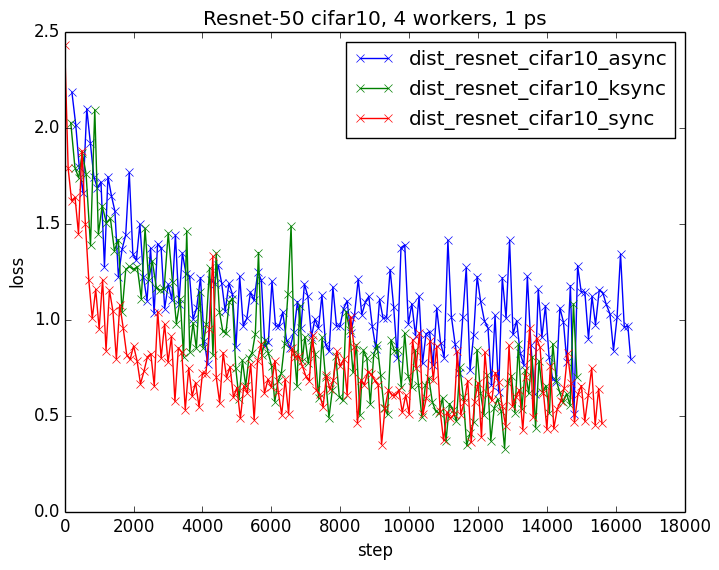 Resnet-50 cifar10, 4 workers, 1 ps
dist_resnet_cifar10_async
dist_resnet_cifar10_ksync
dist_resnet_cifar10_sync
2.5
2.0
1.5
1.0
0.5
0.0
loss
0 2000 4000 6000 8000 10000 12000 14000 16000 18000
step